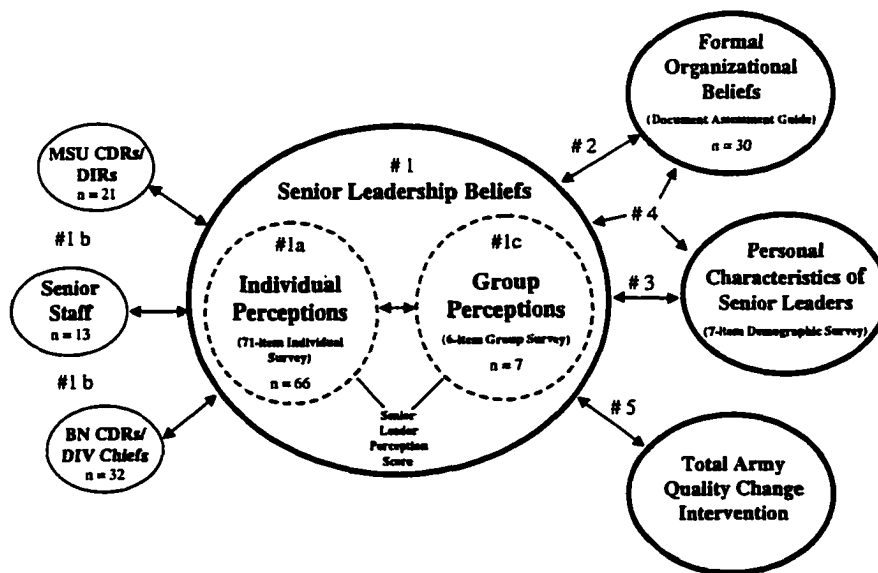 MSU CDRs/
DIRs
n = 21
#1 b
Senior
Staff
n = 13
#1 b
BN CDRs/
DIV Chiefs
n = 32
# 1
Senior Leadership Beliefs
#1a
Individual
Perceptions
(71-item Individual
Survey)
n = 66
#1c
Group
Perceptions
(6-item Group Survey)
n = 7
Senior
Leader
Perception
Score
# 2
Formal
Organizational
Beliefs
(Document Assessment Guide)
n = 30
# 4
# 3
Personal
Characteristics of
Senior Leaders
(7-item Demographic Survey)
# 5
Total Army
Quality Change
Intervention